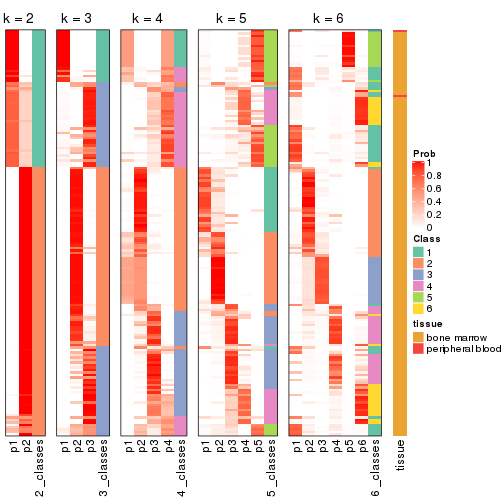 k = 2 k = 3 k = 4 k = 5 k = 6
Prob
1
0.8
0.6
0.4
0.2
0
Class
1
2
3
4
5
6
tissue
bone marrow
peripheral blood
p1 p2 2_classes p1 p2 p3 3_classes p1 p2 p3 p4 4_classes p1 p2 p3 p4 p5 5_classes p1 p2 p3 p4 p5 p6 6_classes tissue